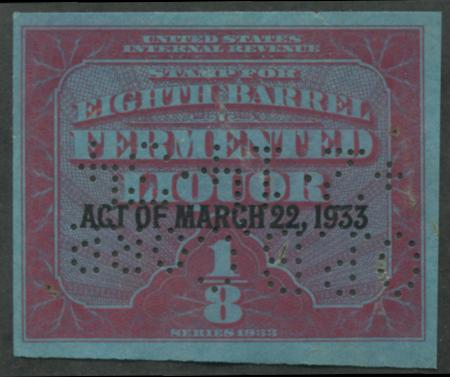 UNITED STATES
INTERNAL REVENUE
STAMP FOR
EIGHTH BARREL
FERMENTED
LIQUOR
ACT OF MARCH 22, 1933
1
8
SERIES 1933